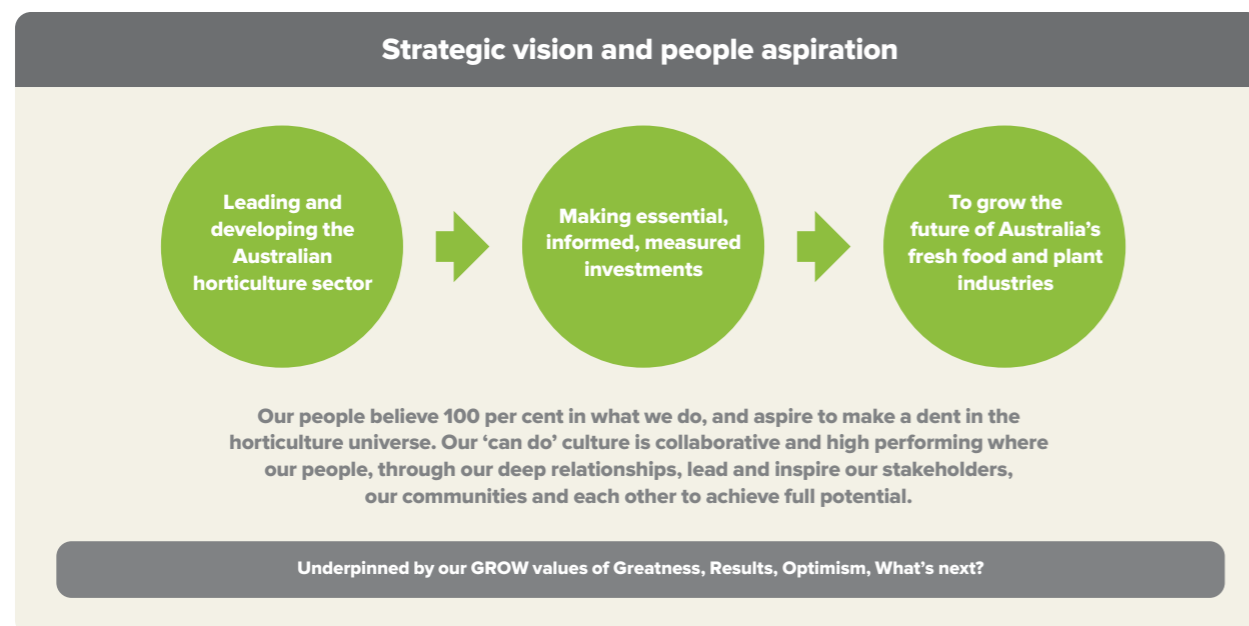 Strategic vision and people aspiration
Leading and
developing the
Australian
horticulture sector
Making essential,
informed, measured
investments
To grow the
future of Australia’s
fresh food and plant
industries
Our people believe 100 per cent in what we do, and aspire to make a dent in the
horticulture universe. Our ‘can do’ culture is collaborative and high performing where
our people, through our deep relationships, lead and inspire our stakeholders,
our communities and each other to achieve full potential.
Underpinned by our GROW values of Greatness, Results, Optimism, What’s next?